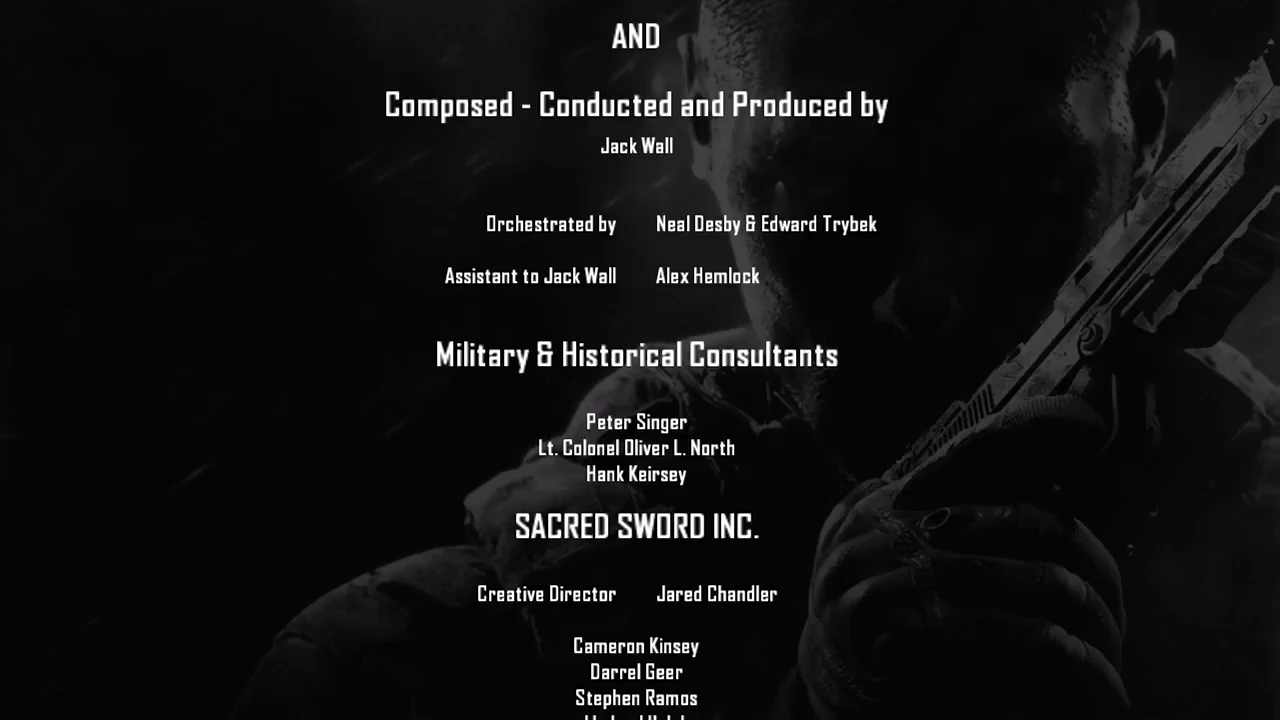 AND
Composed - Conducted and Produced by
Jack Wall
Orchestrated by Neal Desby & Edward Trybek
Assistant to Jack Wall Alex Hemlock
Military & Historical Consultants
Peter Singer
Lt. Colonel Oliver L. North
Hank Keirsey
SACRED SWORD INC.
Creative Director Jared Chandler
Cameron Kinsey
Darrel Geer
Stephen Ramos